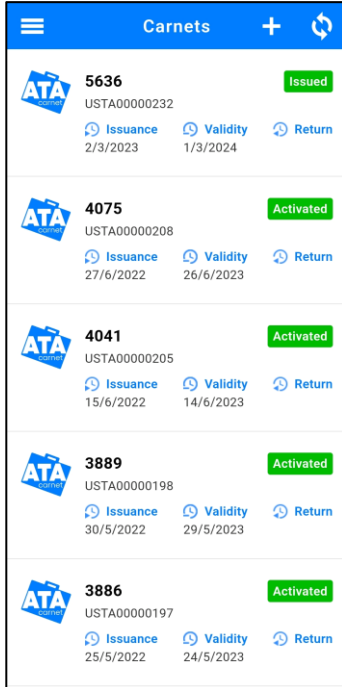 Carnets
ATA
carnet
5636
Issued
USTA00000232
Issuance Validity Return
2/3/2023 1/3/2024
ATA
carnet
4075
Activated
USTA00000208
Issuance Validity Return
27/6/2022 26/6/2023
ATA
carnet
4041
Activated
USTA00000205
Issuance Validity Return
15/6/2022 14/6/2023
ATA
carnet
3889
Activated
USTA00000198
Issuance Validity Return
30/5/2022 29/5/2023
ATA
carnet
3886
Activated
USTA00000197
Issuance Validity Return
25/5/2022 24/5/2023